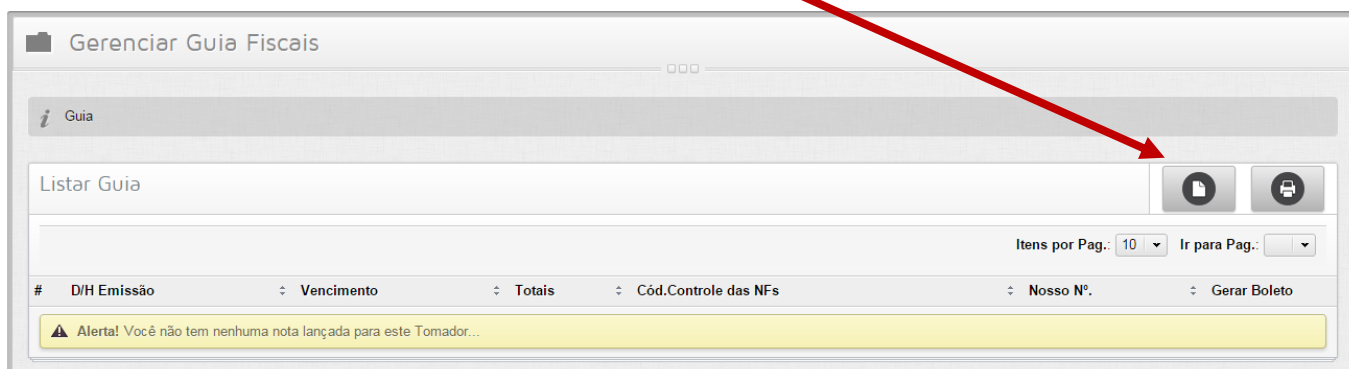 Gerenciar Guia Fiscais
i Guia
Listar Guia
Itens por Pag.: 10 Ir para Pag.:
# D/H Emissão Vencimento Totais Cód.Controle das NFs Nosso Nº. Gerar Boleto
Alerta! Você não tem nenhuma nota lançada para este Tomador...